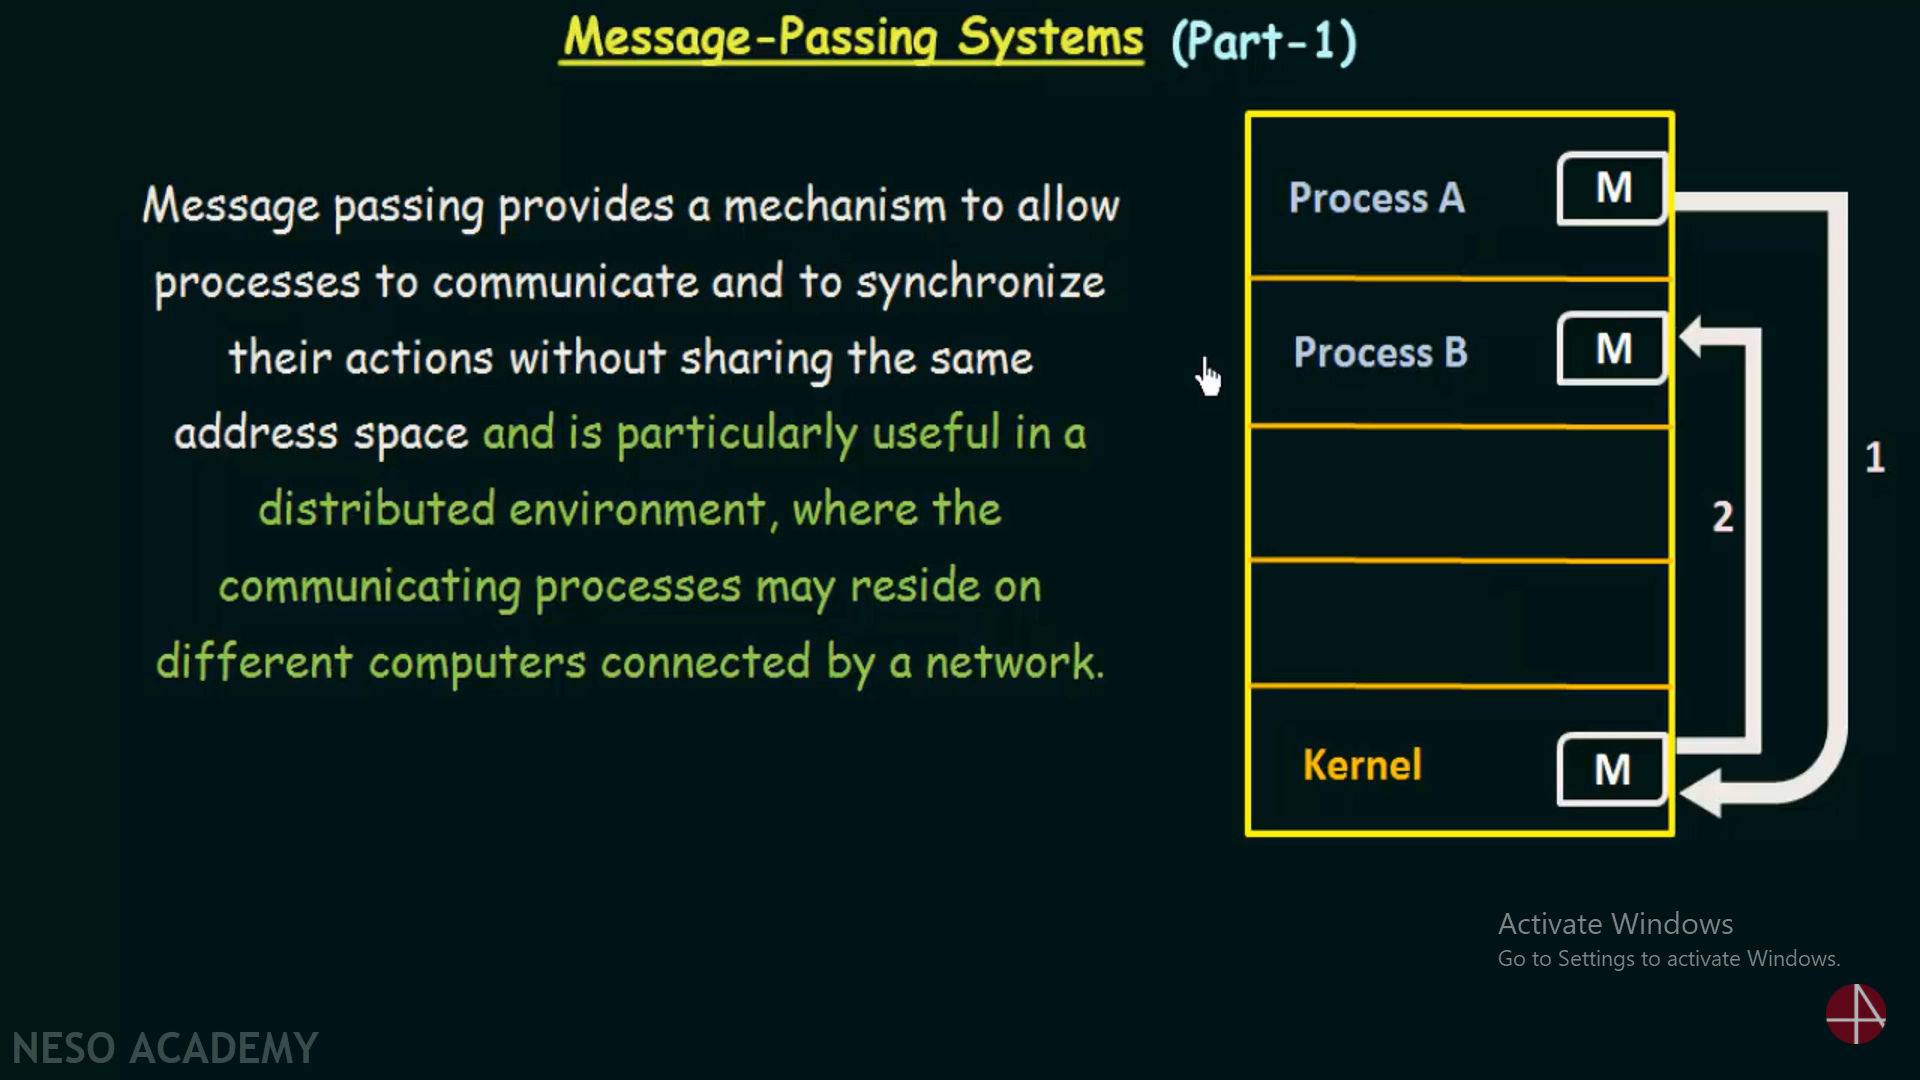 Message-Passing Systems (Part-1)
Message passing provides a mechanism to allow
processes to communicate and to synchronize
their actions without sharing the same
address space and is particularly useful in a
distributed environment, where the
communicating processes may reside on
different computers connected by a network.
Process A M
Process B M
1
2
Kernel M
Activate Windows
Go to Settings to activate Windows.
NESO ACADEMY